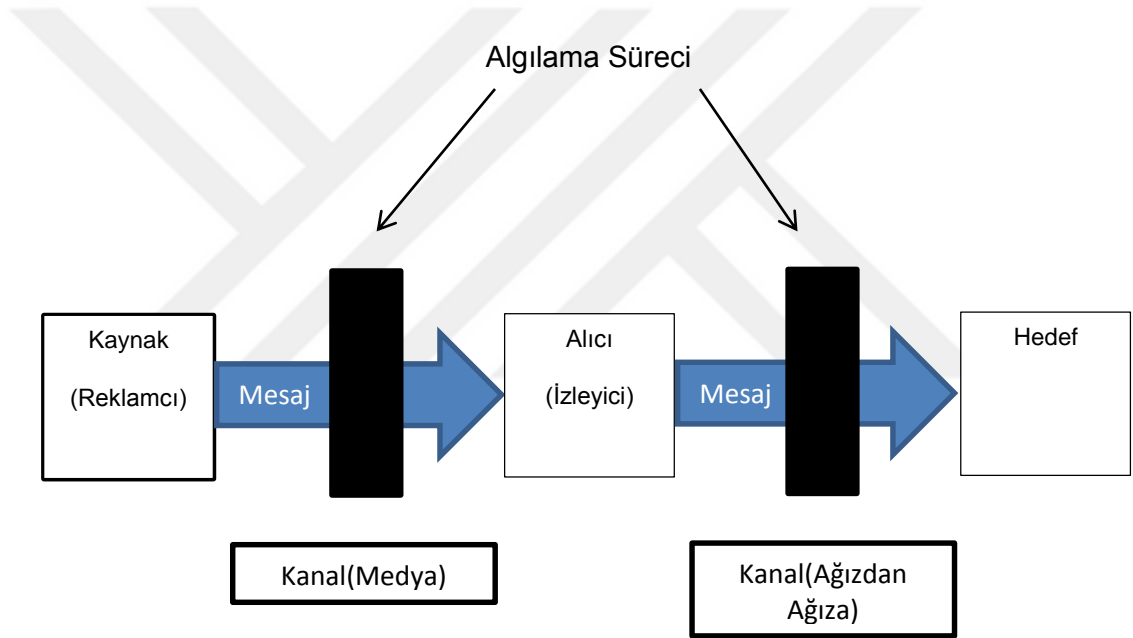 Algılama Süreci
Kaynak
(Reklamcı)
Mesaj
Alıcı
(İzleyici)
Mesaj
Hedef
Kanal(Medya)
Kanal(Ağızdan
Ağıza)